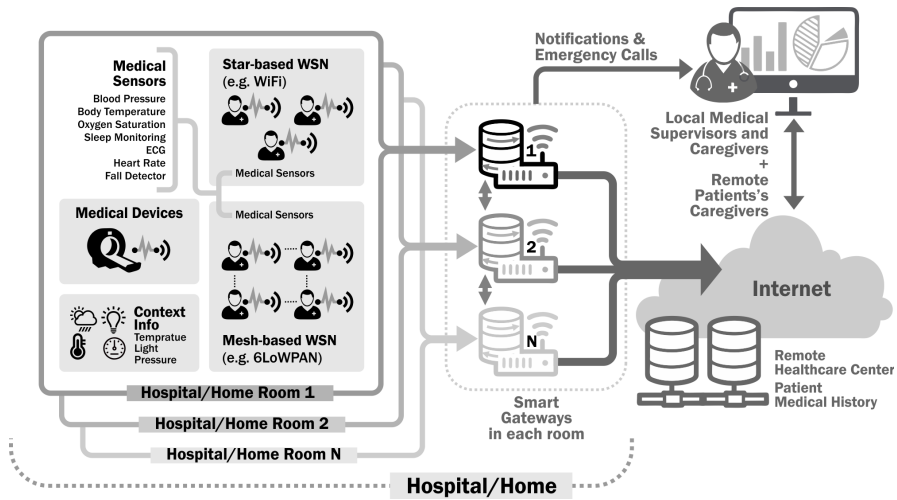 Medical
Sensors
Blood Pressure
Body Temperature
Oxygen Saturation
Sleep Monitoring
ECG
Heart Rate
Fall Detector
Star-based WSN
(e.g. WiFi)
Medical Sensors
Medical Sensors
Mesh-based WSN
(e.g. 6LoWPAN)
Medical Devices
Context
Info
Tempratue
Light
Pressure
Hospital/Home Room 1
Hospital/Home Room 2
Hospital/Home Room N
Hospital/Home
1
2
N
Smart
Gateways
in each room
Notifications &
Emergency Calls
Local Medical
Supervisors and
Caregivers
+
Remote
Patients's
Caregivers
Internet
Remote
Healthcare Center
Patient
Medical History